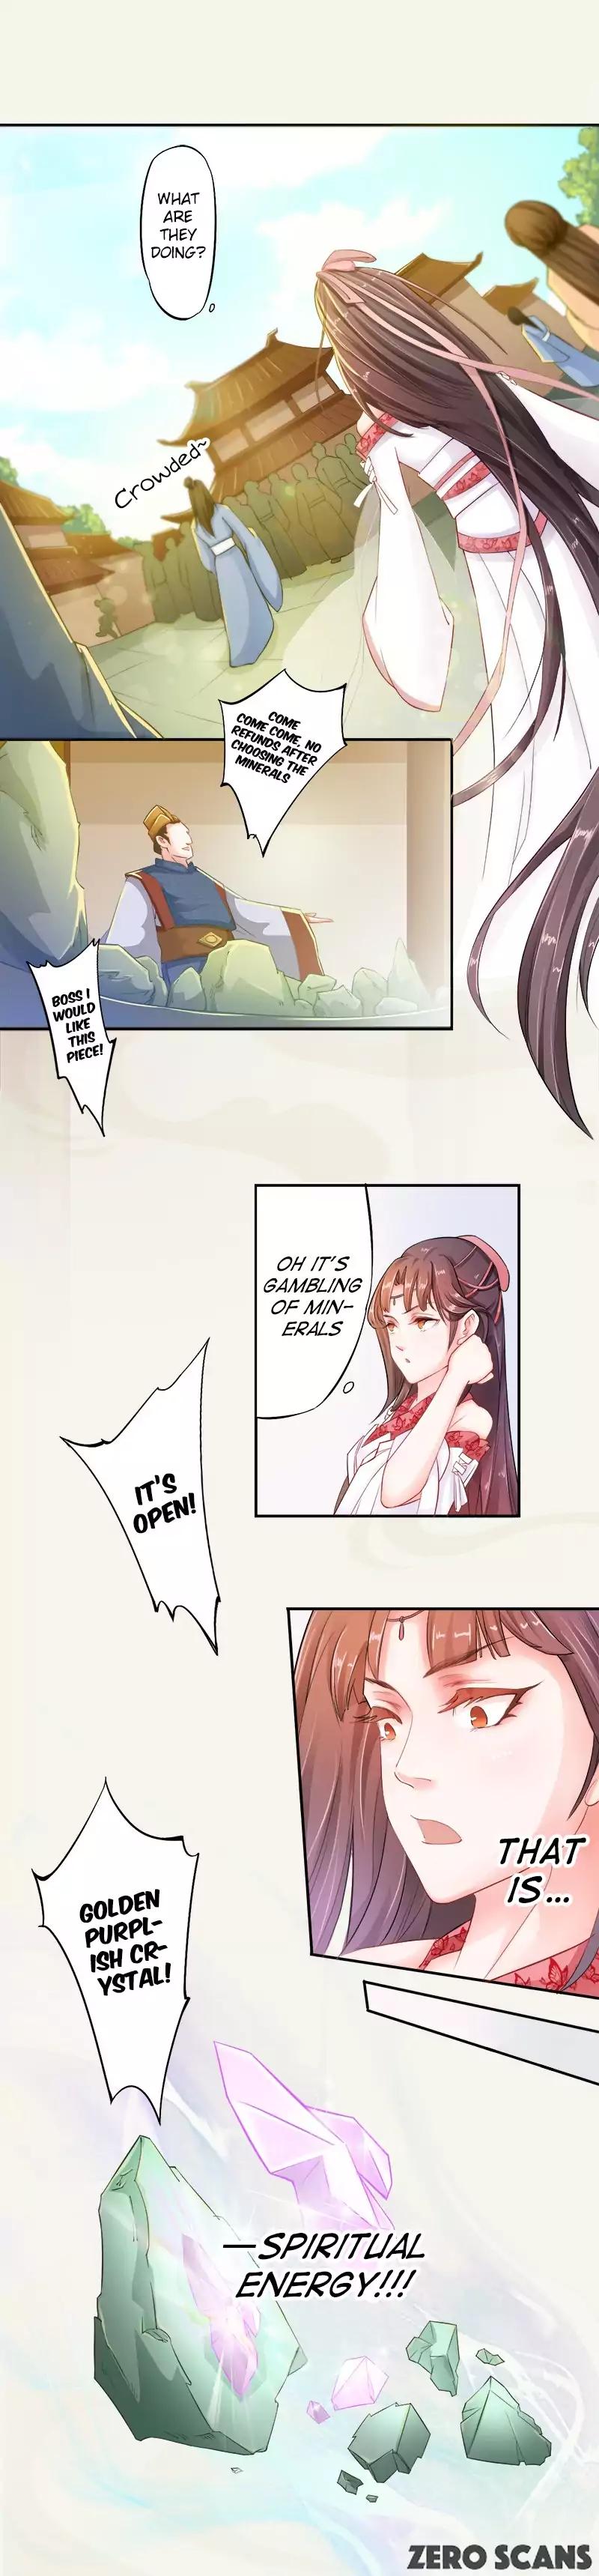 WHAT
ARE
THEY
DOING?
Crowded~
COME
COME COME, NO
REFUNDS AFTER
CHOOSING THE
MINERALS
BOSS I
WOULD
LIKE
THIS
PIECE!
OH IT'S
GAMBLING
OF MIN-
ERALS
IT'S
OPEN!
THAT
IS...
GOLDEN
PURPL-
ISH CR-
YSTAL!
—SPIRITUAL
ENERGY!!!
ZERO SCANS